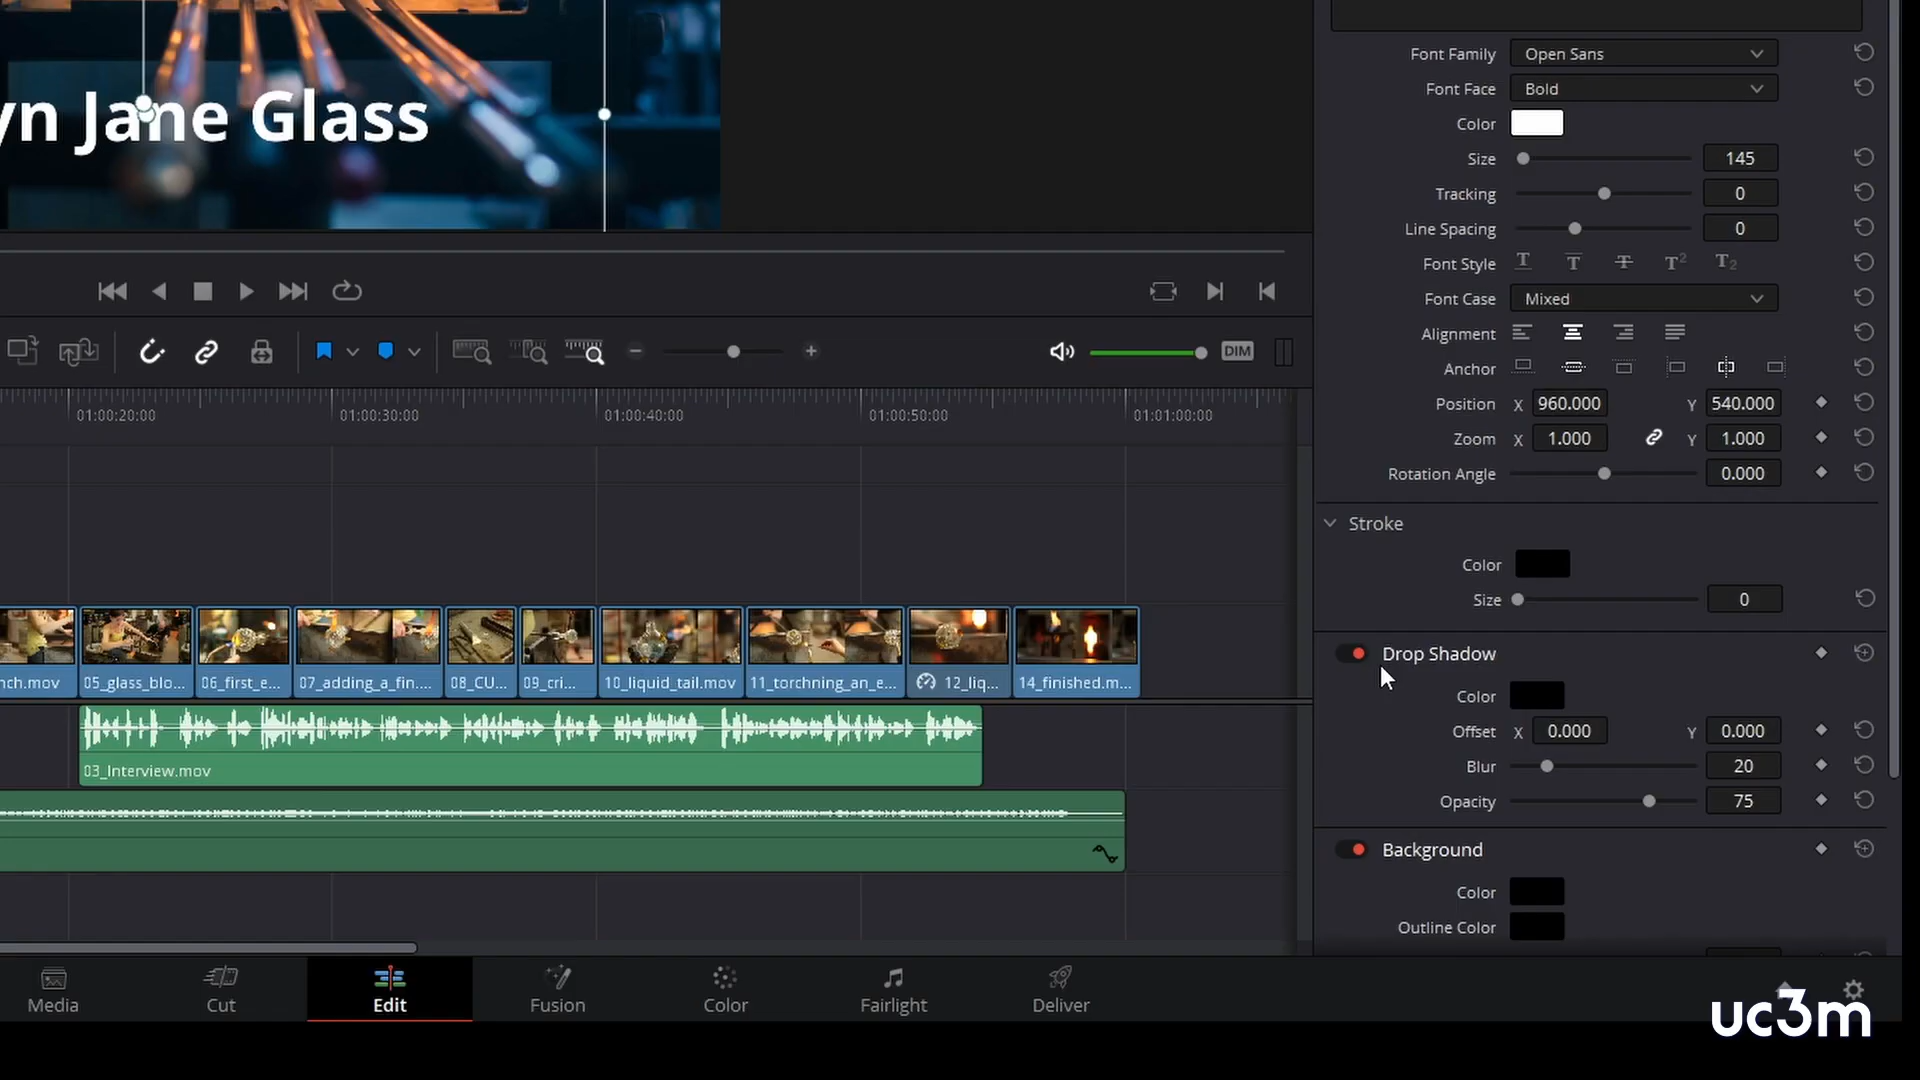 yn Jane Glass
Font Family Open Sans
Font Face Bold
Color
Size 145
Tracking 0
Line Spacing 0
Font Style T T T T2 T2
Font Case Mixed
Alignment
Anchor
Position X 960.000 Y 540.000
Zoom X 1.000 Y 1.000
Rotation Angle 0.000
Stroke
Color
Size 0
Drop Shadow
Color
Offset X 0.000 Y 0.000
Blur 20
Opacity 75
Background
Color
Outline Color
DIM
01:00:20:00 01:00:30:00 01:00:40:00 01:00:50:00 01:01:00:00
nch.mov 05_glass_blo... 06_first_e... 07_adding_a_fin.... 08_CU... 09_cri... 10_liquid_tail.mov 11_torchning_an_e... 12_liq... 14_finished.m...
03_Interview.mov
Media Cut Edit Fusion Color Fairlight Deliver
uc3m